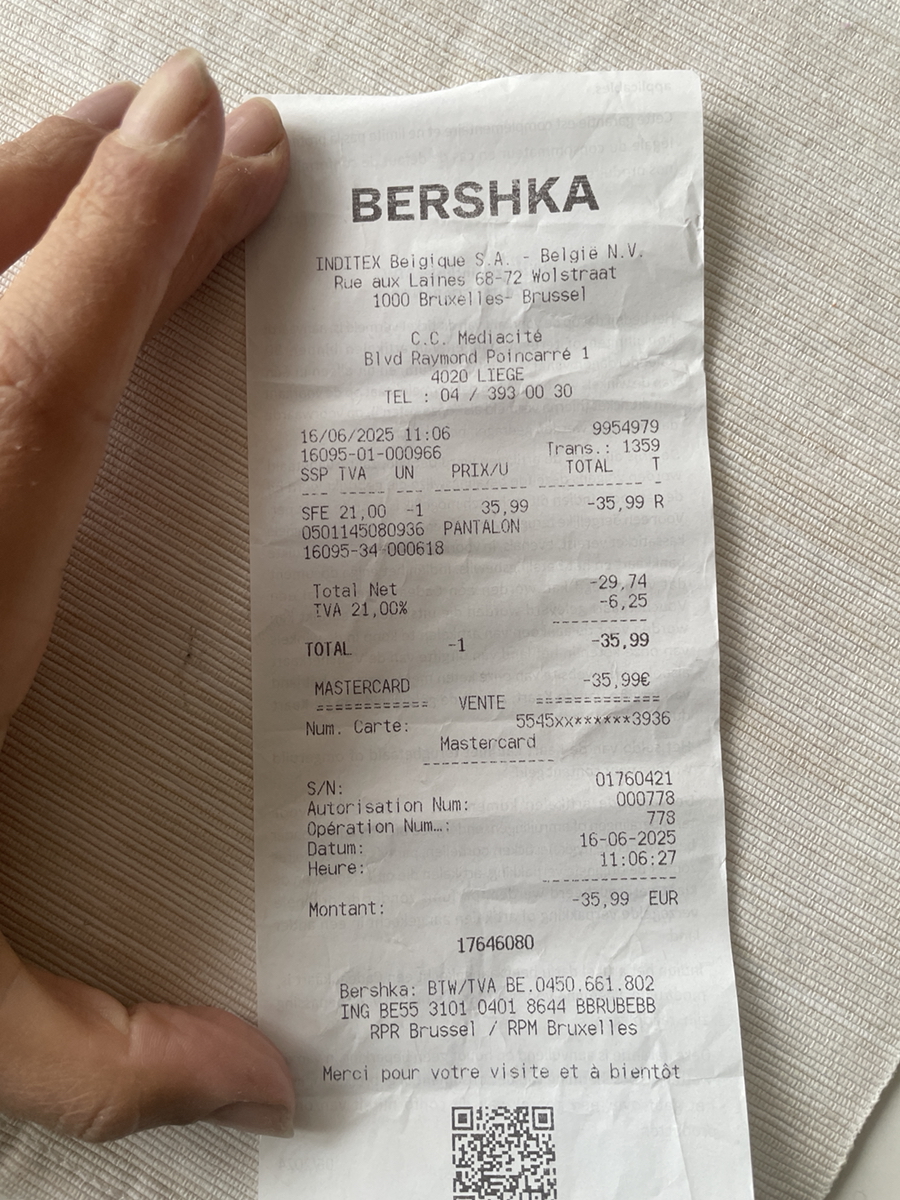 BERSHKA
INDITEX Belgique S.A. - België N.V.
Rue aux Laines 68-72 Wolstraat
1000 Bruxelles- Brussel
C.C. Mediacité
Blvd Raymond Poincarré 1
4020 LIEGE
TEL : 04 / 393 00 30
16/06/2025 11:06 9954979
16095-01-000966 Trans.: 1359
SSP TVA UN PRIX/U TOTAL T
--- ----- --- ---------- ------------- -
SFE 21,00 -1 35,99 -35,99 R
0501145080936 PANTALON
16095-34-000618
Total Net -29,74
TVA 21,00% -6,25
----------
TOTAL -1 -35,99
MASTERCARD -35,99€
============ VENTE =============
Num. Carte: 5545xx******3936
Mastercard
--------------
S/N: 01760421
Autorisation Num: 000778
Opération Num…: 778
Datum: 16-06-2025
Heure: 11:06:27
--------------
Montant: -35,99 EUR
17646080
Bershka: BTW/TVA BE.0450.661.802
ING BE55 3101 0401 8644 BBRUBEBB
RPR Brussel / RPM Bruxelles
Merci pour votre visite et à bientôt